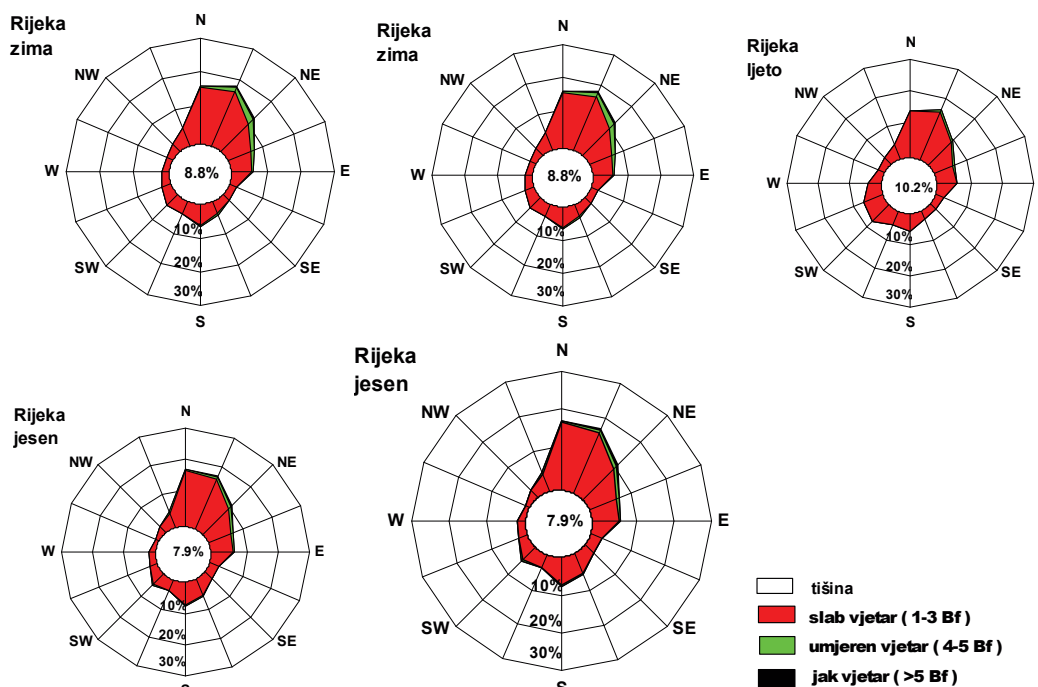 Rijeka
zima
N
NW
NE
W
8.8%
E
10%
SW
20%
SE
30%
S
Rijeka
zima
N
NW
NE
W
8.8%
E
10%
SW
20%
SE
30%
S
Rijeka
ljeto
N
NW
NE
W
10.2%
10%
SW
20%
SE
30%
S
Rijeka
jesen
N
NW
NE
W
7.9%
E
10%
SW
20%
SE
30%
S
Rijeka
jesen
N
NW
NE
W
7.9%
E
10%
SW
20%
SE
30%
S
tišina
slab vjetar ( 1-3 Bf )
umjeren vjetar ( 4-5 Bf )
jak vjetar ( >5 Bf )